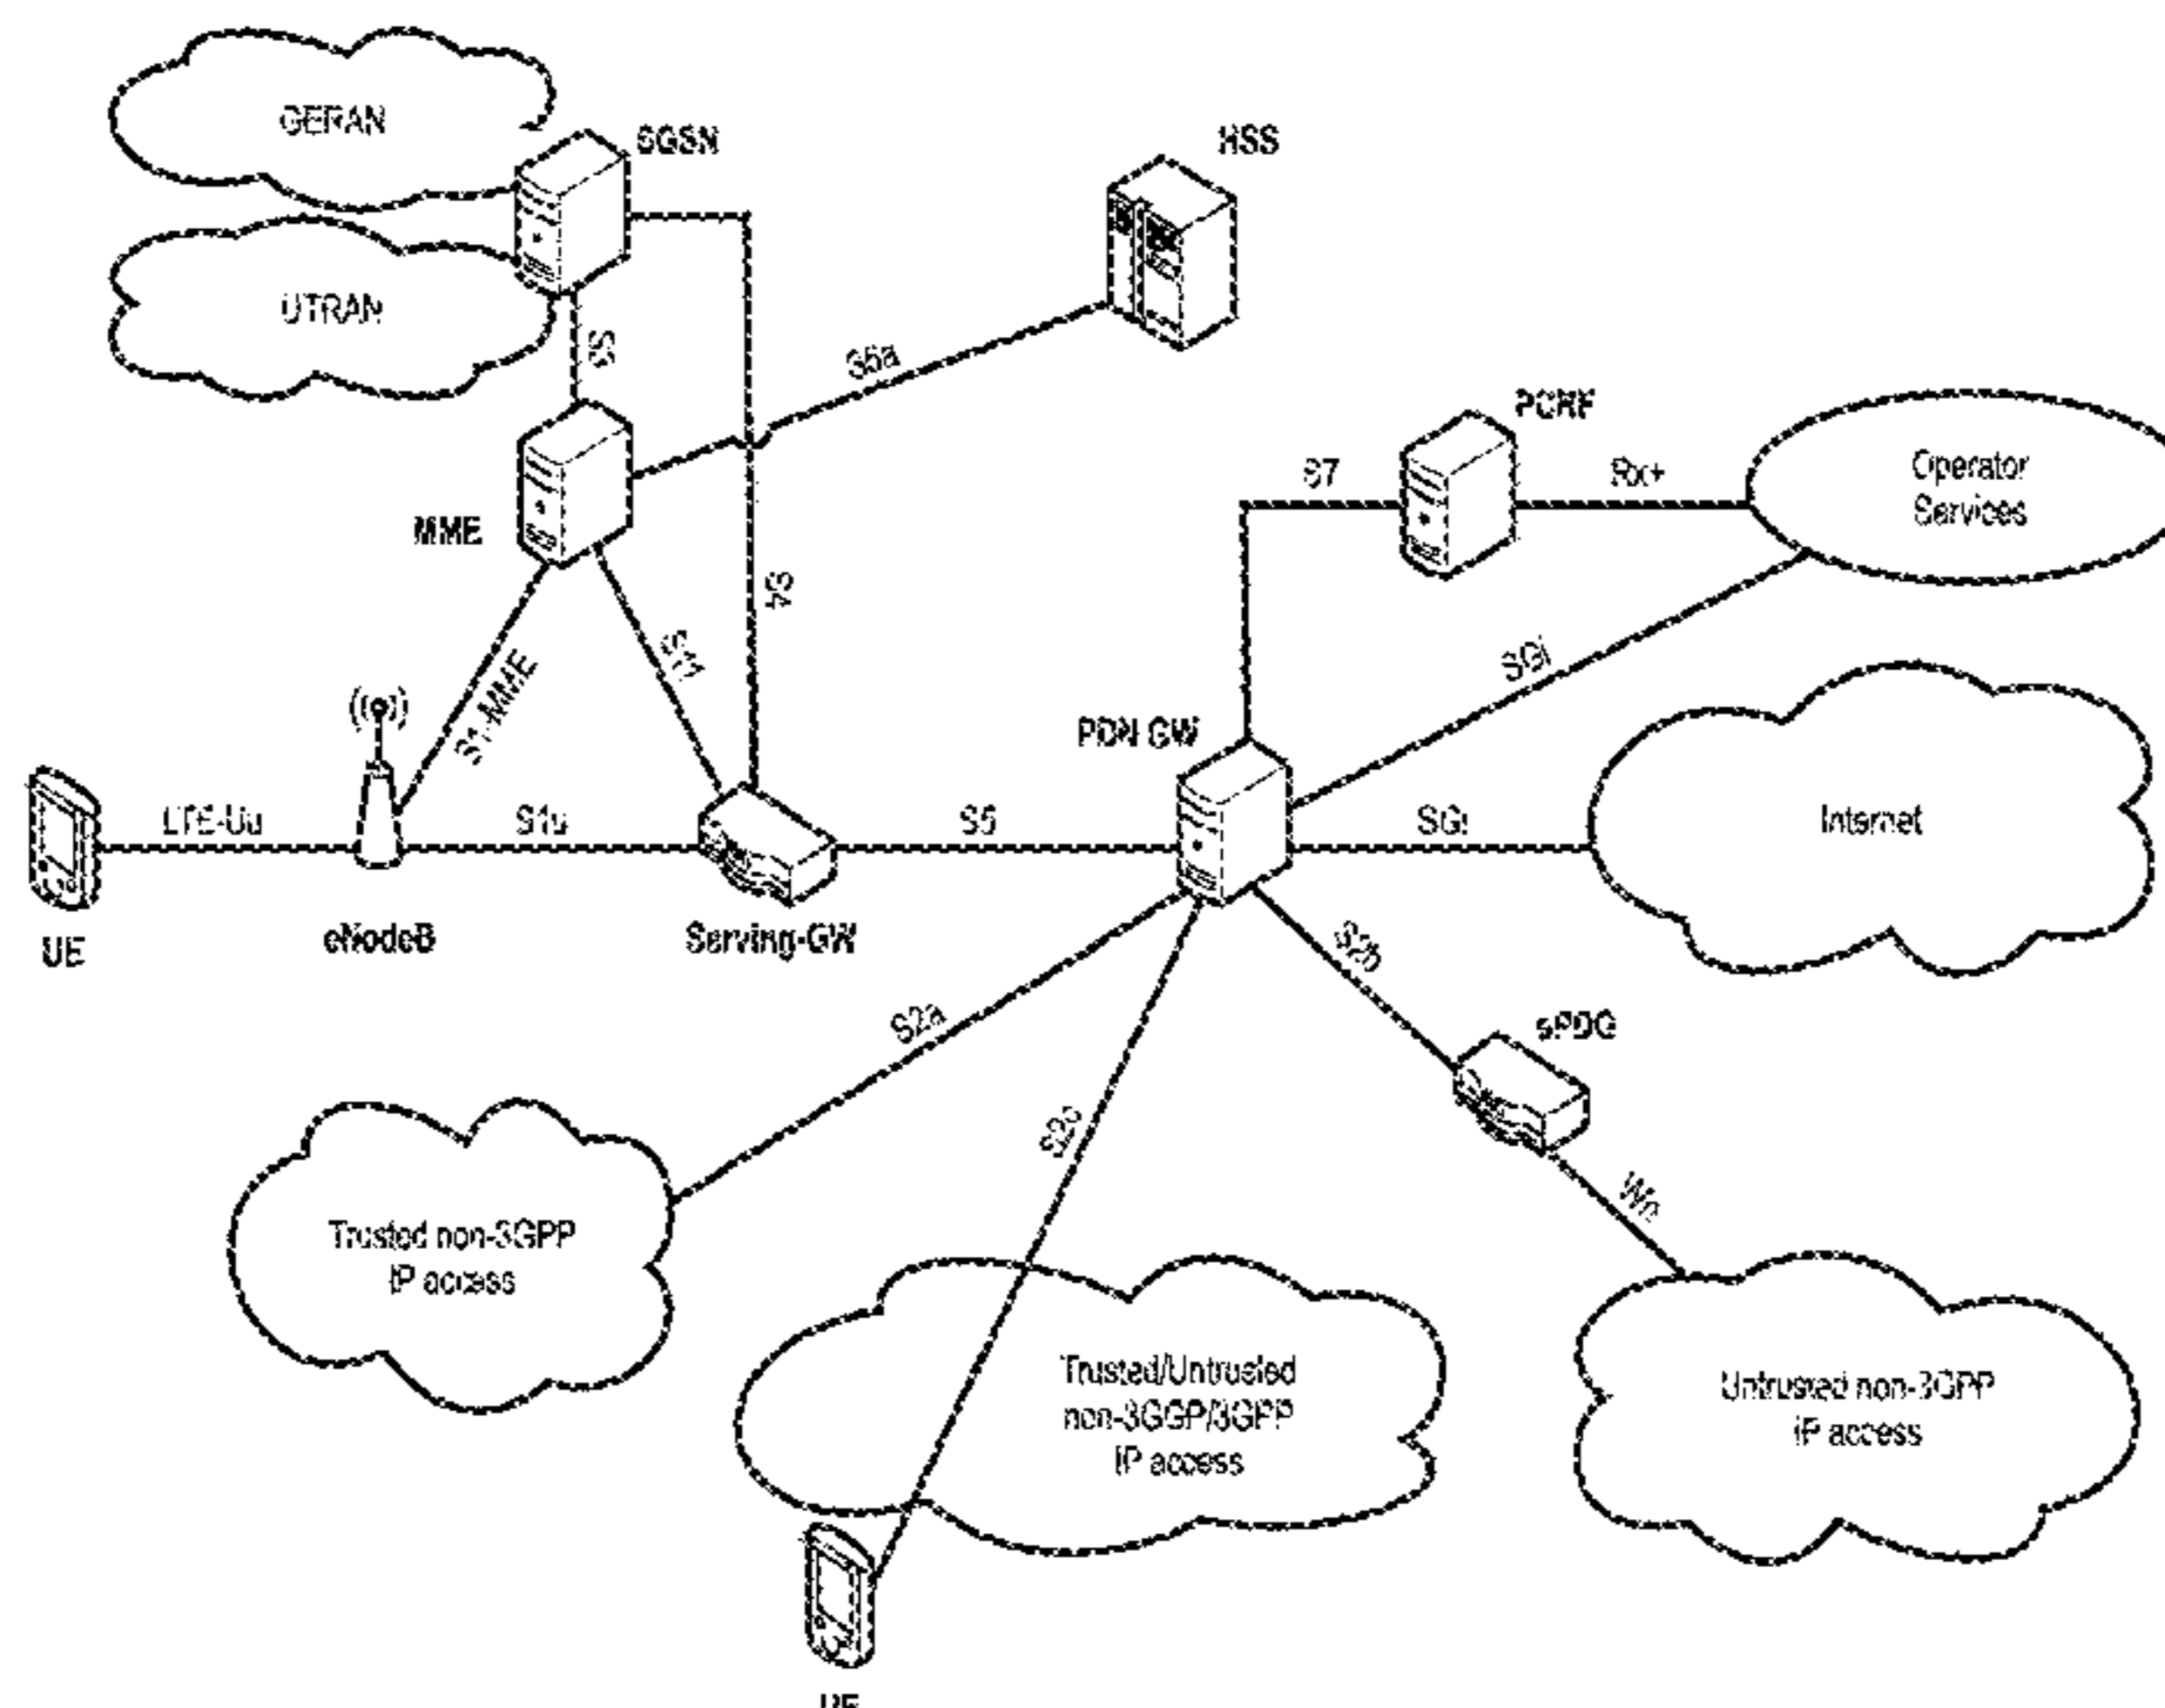 GERAN
SGSN
HSS
UTRAN
S3
S5a
PCRF
S7
Rx+
Operator
Services
MME
S4
S11
S1-MME
SGi
PDN GW
LTE-Uu
S1u
S5
SGi
Internet
UE
eNodeB
Serving-GW
S2b
S2a
ePDG
S2c
Wn
Trusted non-3GPP
IP access
Trusted/Untrusted
non-3GGP/3GPP
IP access
Untrusted non-3GPP
IP access
UE